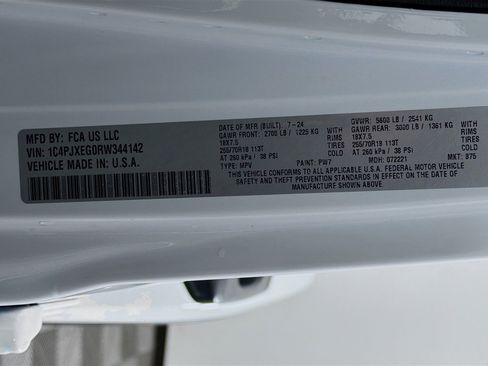 MFD BY: FCA US LLC
DATE OF MFR (BUILT): 7-24
GVWR: 5600 LB / 2541 KG
GAWR FRONT: 2700 LB / 1225 KG WITH
GAWR REAR: 3000 LB / 1361 KG WITH
18X7.5 RIMS
18X7.5 RIMS
255/70R18 113T TIRES
255/70R18 113T TIRES
AT 260 kPa / 38 PSI COLD
AT 260 kPa / 38 PSI COLD
VIN: 1C4PJXEG0RW344142
TYPE: MPV
PAINT: PW7
MDH: 072221
MKT: B75
VEHICLE MADE IN U.S.A.
THIS VEHICLE CONFORMS TO ALL APPLICABLE U.S.A. FEDERAL MOTOR VEHICLE
SAFETY AND THEFT PREVENTION STANDARDS IN EFFECT ON THE DATE OF
MANUFACTURE SHOWN ABOVE.